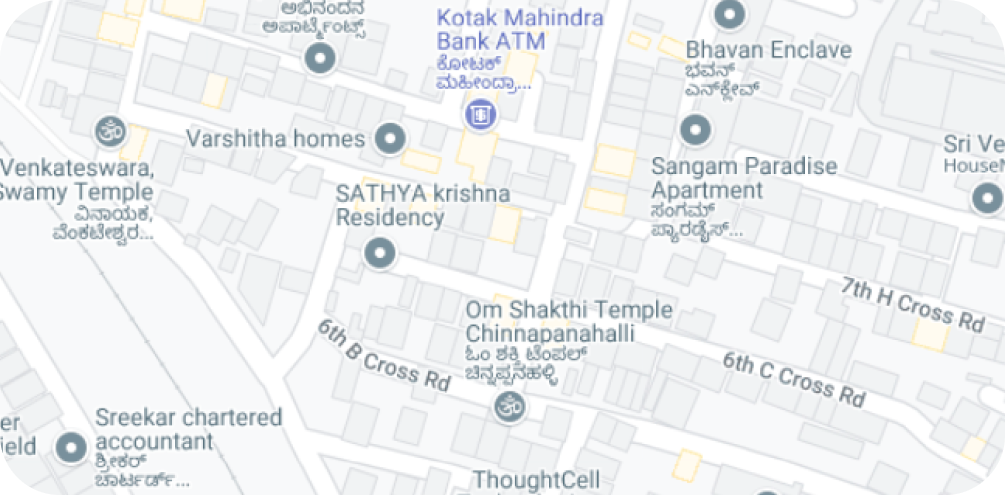 ಅಭಿನಂದನ
ಅಪಾರ್ಟ್ಮೆಂಟ್ಸ್
Kotak Mahindra
Bank ATM
ಕೋಟಕ್
ಮಹೀಂದ್ರಾ...
Bhavan Enclave
ಭವನ್
ಎನ್‌ಕ್ಲೇವ್
Varshitha homes
Venkateswara,
Swamy Temple
ವಿನಾಯಕ,
ವೆಂಕಟೇಶ್ವರ...
SATHYA krishna
Residency
Sangam Paradise
Apartment
ಸಂಗಮ್
ಪ್ಯಾರಡೈಸ್...
Sri Ve
HouseN
7th H Cross Rd
Om Shakthi Temple
Chinnapanahalli
ಓಂ ಶಕ್ತಿ ಟೆಂಪಲ್
ಚಿನ್ನಪ್ಪನಹಳ್ಳಿ
6th B Cross Rd
6th C Cross Rd
er
ield
Sreekar chartered
accountant
ಶ್ರೀಕರ್
ಚಾರ್ಟರ್ಡ್...
ThoughtCell